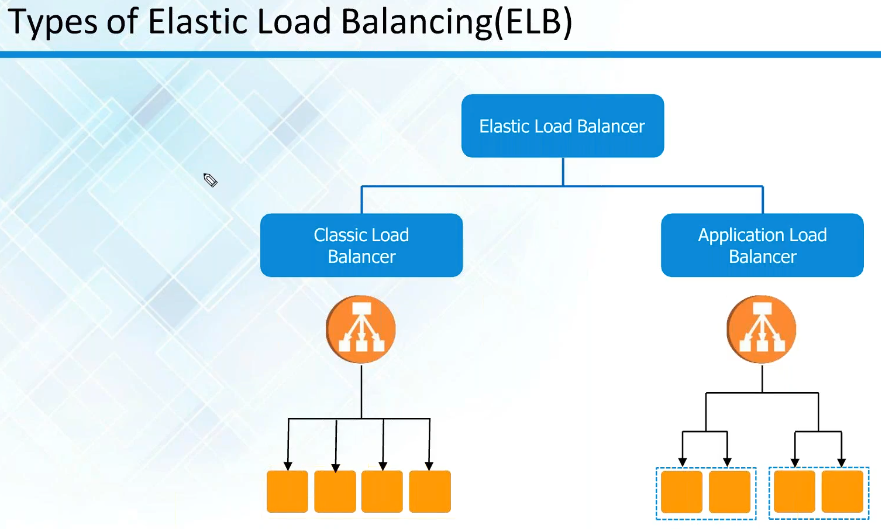 Types of Elastic Load Balancing(ELB)
Elastic Load Balancer
Classic Load
Balancer
Application Load
Balancer